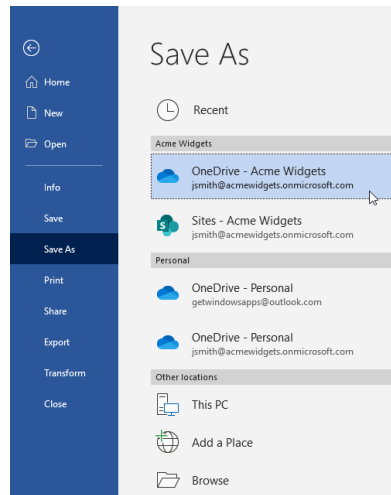 Save As
Home
New
Open
Info
Save
Save As
Print
Share
Export
Transform
Close
Recent
Acme Widgets
OneDrive - Acme Widgets
jsmith@acmewidgets.onmicrosoft.com
Sites - Acme Widgets
jsmith@acmewidgets.onmicrosoft.com
Personal
OneDrive - Personal
getwindowsapps@outlook.com
OneDrive - Personal
jsmith@acmewidgets.onmicrosoft.com
Other locations
This PC
Add a Place
Browse